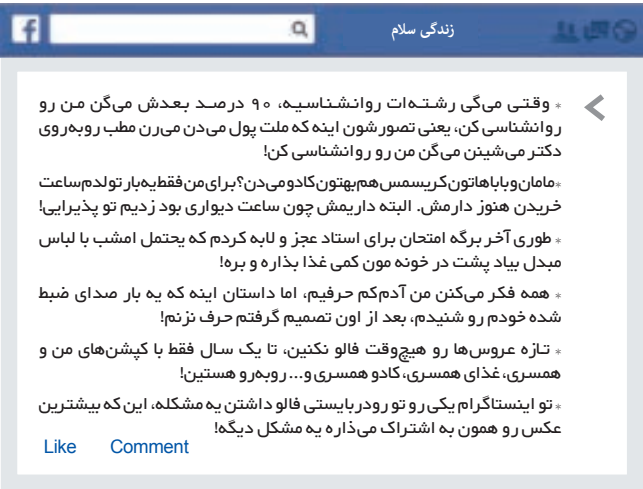 زندگی سلام
* وقتی می‌گی رشته‌ات روانشناسیه، ۹۰ درصد بعدش می‌گن من رو
روانشناسی کن، یعنی تصورشون اینه که ملت پول می‌دن می‌رن مطب روبه‌روی
دکتر می‌شینن می‌گن من رو روانشناسی کن!
*مامان‌و‌باباهاتون‌کریسمس‌هم‌بهتون‌کادو‌می‌دن؟برای‌من‌فقط‌یه‌بار‌تولدم‌ساعت
خریدن هنوز دارمش. البته داریمش چون ساعت دیواری بود زدیم تو پذیرایی!
* طوری آخر برگه امتحان برای استاد عجز و لابه کردم که یحتمل امشب با لباس
مبدل بیاد پشت در خونه مون کمی غذا بذاره و بره!
* همه فکر می‌کنن من آدم کم حرفیم، اما داستان اینه که یه بار صدای ضبط
شده خودم رو شنیدم، بعد از اون تصمیم گرفتم حرف نزنم!
* تازه عروس‌ها رو هیچ‌وقت فالو نکنین، تا یک سال فقط با کپشن‌های من و
همسری، غذای همسری، کادو همسری و... روبه‌رو هستین!
* تو اینستاگرام یکی رو تو رودربایستی فالو داشتن یه مشکله، این که بیشترین
عکس رو همون به اشتراک می‌ذاره یه مشکل دیگه!
Like Comment